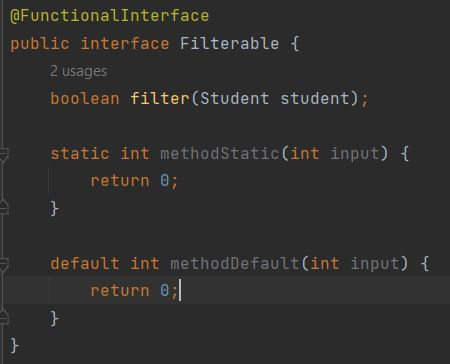 @FunctionalInterface
public interface Filterable {
2 usages
boolean filter(Student student);
static int methodStatic(int input) {
return 0;
}
default int methodDefault(int input) {
return 0;
}
}